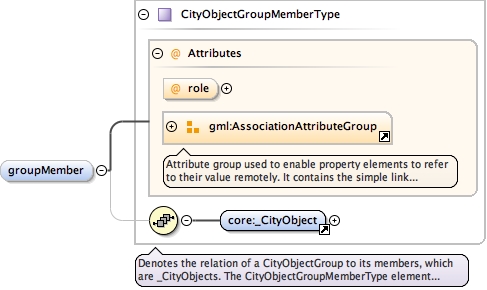 CityObjectGroupMemberType
@ Attributes
@ role
gml:AssociationAttributeGroup
Attribute group used to enable property elements to refer
to their value remotely. It contains the simple link...
groupMember
core:_CityObject
Denotes the relation of a CityObjectGroup to its members, which
are _CityObjects. The CityObjectGroupMemberType element...